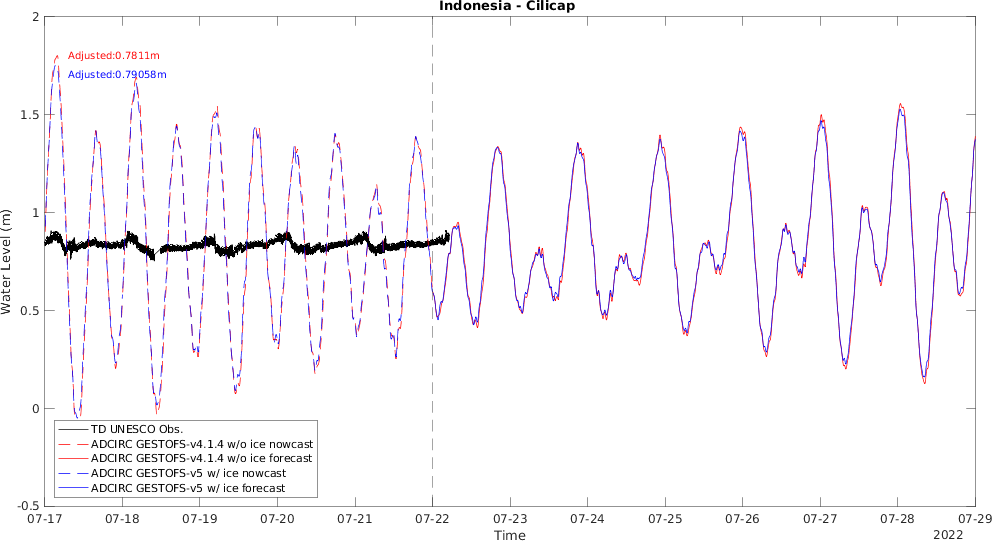 Indonesia - Cilicap
Adjusted:0.7811m
Adjusted:0.79058m
Water Level (m)
2
1.5
1
0.5
0
-0.5
TD UNESCO Obs.
ADCIRC GESTOFS-v4.1.4 w/o ice nowcast
ADCIRC GESTOFS-v4.1.4 w/o ice forecast
ADCIRC GESTOFS-v5 w/ ice nowcast
ADCIRC GESTOFS-v5 w/ ice forecast
07-17 07-18 07-19 07-20 07-21 07-22 07-23 07-24 07-25 07-26 07-27 07-28 07-29
Time
2022